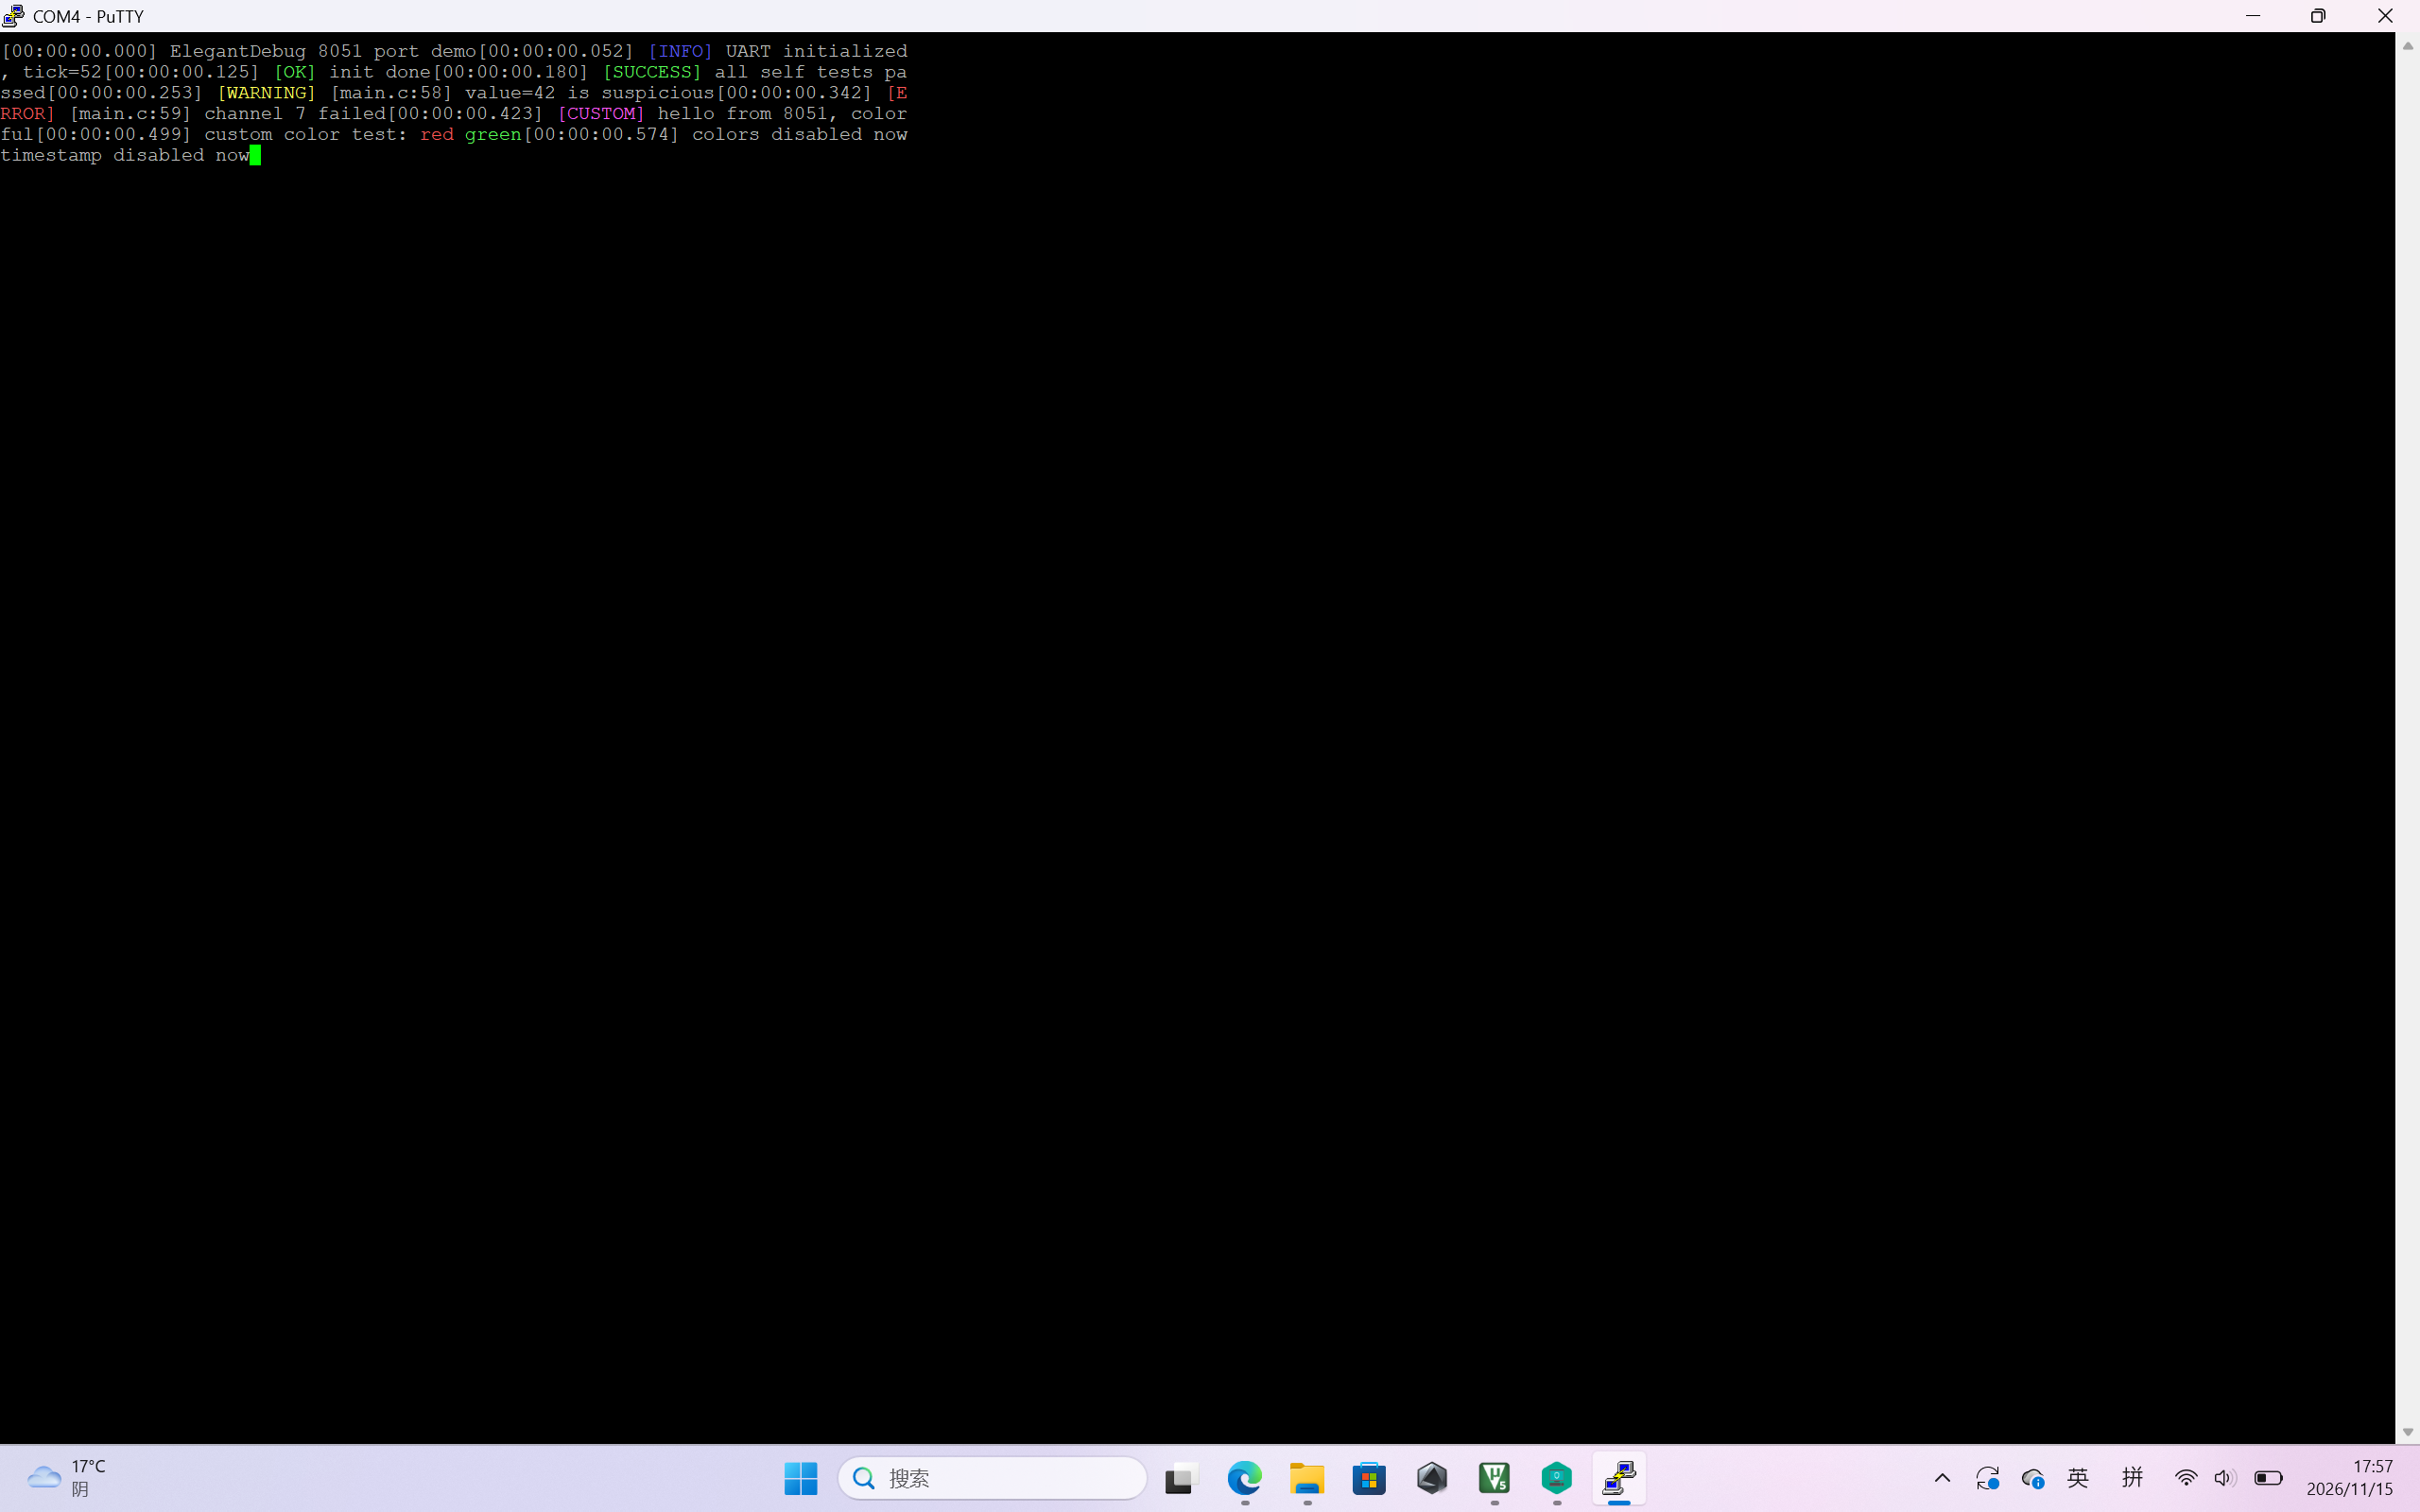 COM4 - PuTTY
[00:00:00.000] ElegantDebug 8051 port demo[00:00:00.052] [INFO] UART initialized
, tick=52[00:00:00.125] [OK] init done[00:00:00.180] [SUCCESS] all self tests pa
ssed[00:00:00.253] [WARNING] [main.c:58] value=42 is suspicious[00:00:00.342] [E
RROR] [main.c:59] channel 7 failed[00:00:00.423] [CUSTOM] hello from 8051, color
ful[00:00:00.499] custom color test: red green[00:00:00.574] colors disabled now
timestamp disabled now
17°C
阴
搜索
英
拼
17:57
2026/11/15